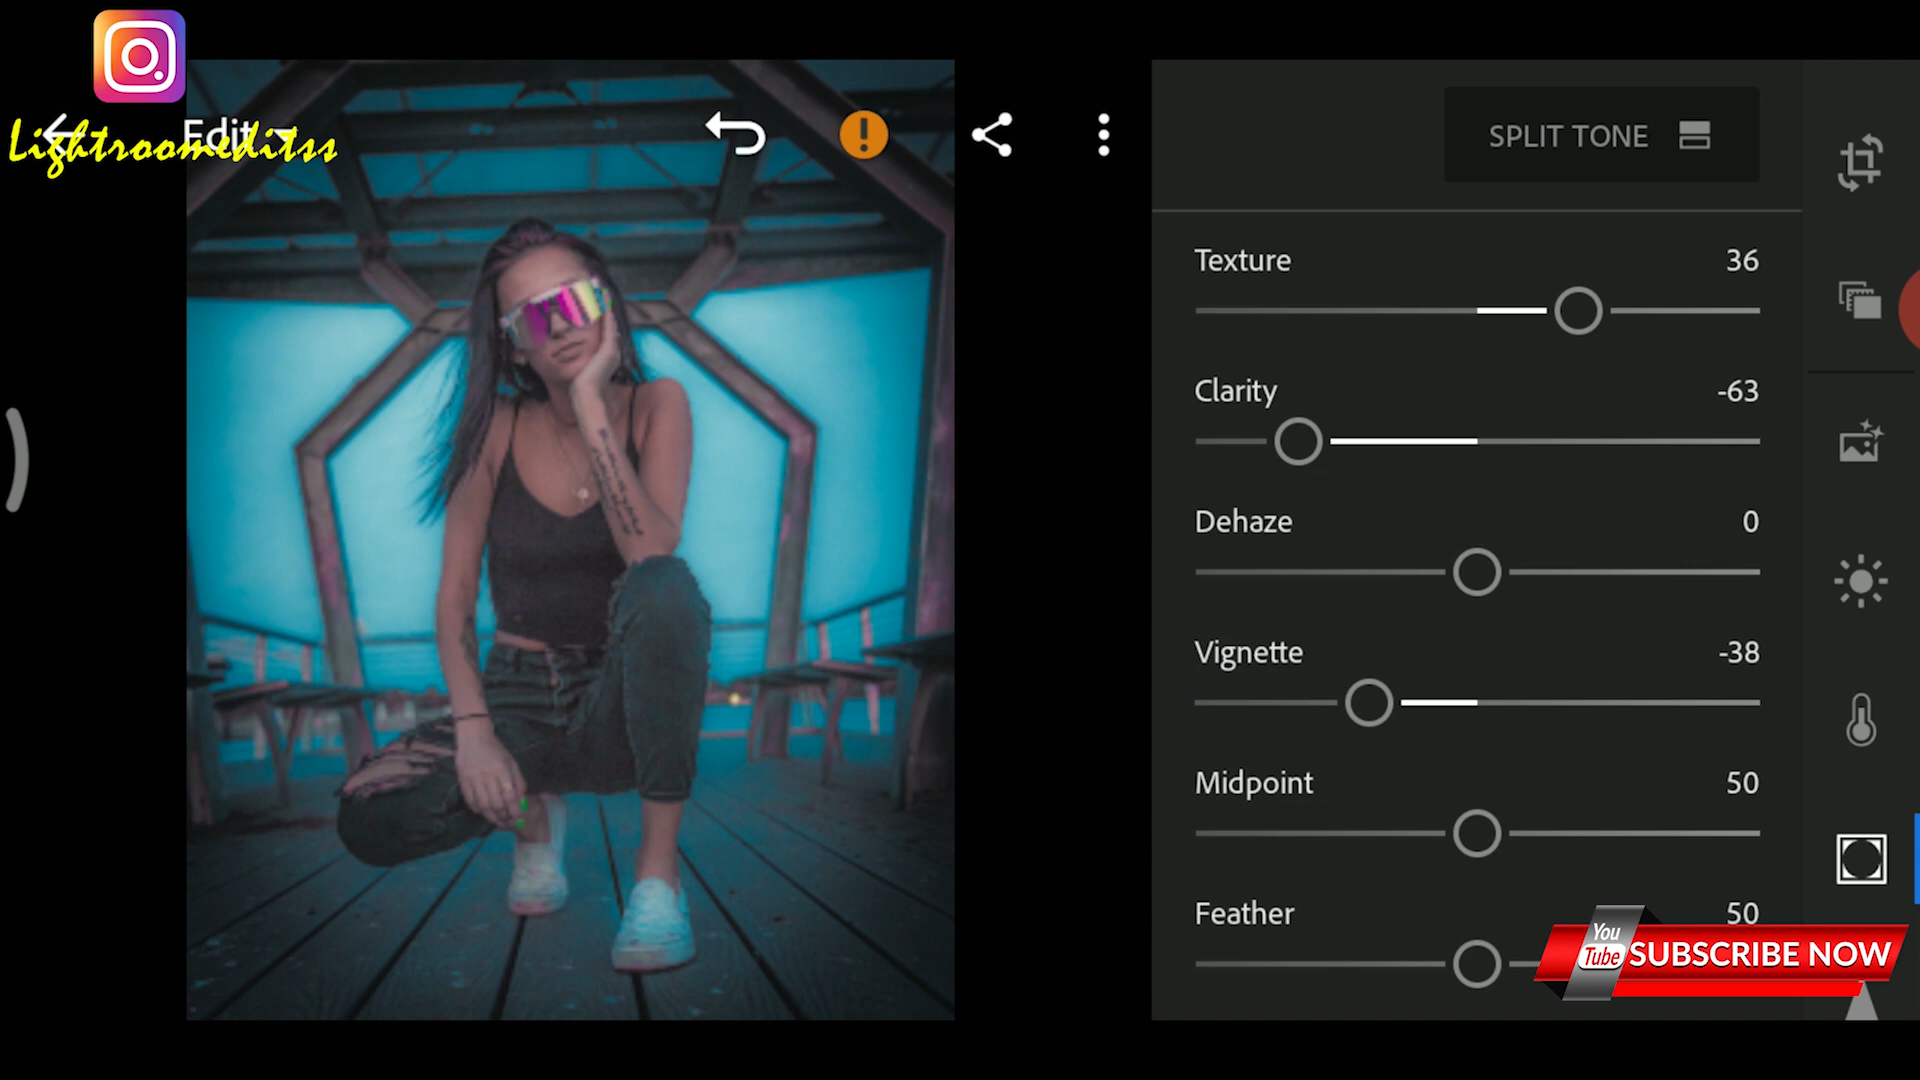 Lightroomeditss
Edit
SPLIT TONE
Texture 36
Clarity -63
Dehaze 0
Vignette -38
Midpoint 50
Feather 50
You
Tube
SUBSCRIBE NOW